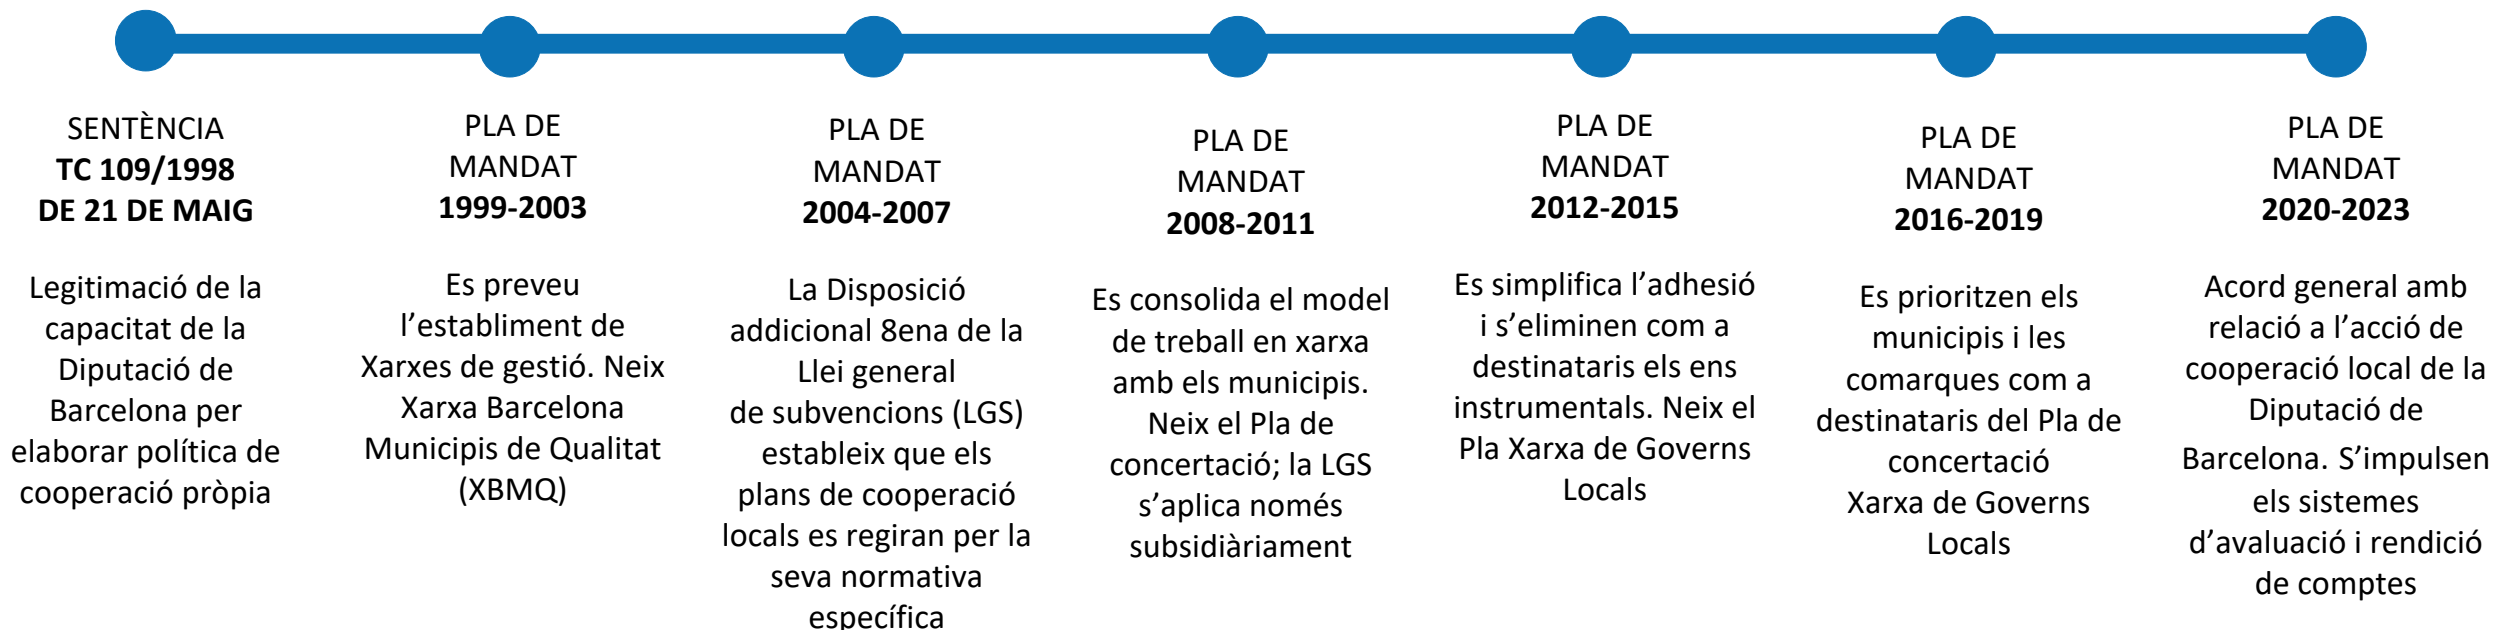 SENTÈNCIA
TC 109/1998
DE 21 DE MAIG
Legitimació de la
capacitat de la
Diputació de
Barcelona per
elaborar política de
cooperació pròpia
PLA DE
MANDAT
1999-2003
Es preveu
l’establiment de
Xarxes de gestió. Neix
Xarxa Barcelona
Municipis de Qualitat
(XBMQ)
PLA DE
MANDAT
2004-2007
La Disposició
addicional 8ena de la
Llei general
de subvencions (LGS)
estableix que els
plans de cooperació
locals es regiran per la
seva normativa
específica
PLA DE
MANDAT
2008-2011
Es consolida el model
de treball en xarxa
amb els municipis.
Neix el Pla de
concertació; la LGS
s’aplica només
subsidiàriament
PLA DE
MANDAT
2012-2015
Es simplifica l’adhesió
i s’eliminen com a
destinataris els ens
instrumentals. Neix el
Pla Xarxa de Governs
Locals
PLA DE
MANDAT
2016-2019
Es prioritzen els
municipis i les
comarques com a
destinataris del Pla de
concertació
Xarxa de Governs
Locals
PLA DE
MANDAT
2020-2023
Acord general amb
relació a l’acció de
cooperació local de la
Diputació de
Barcelona. S’impulsen
els sistemes
d’avaluació i rendició
de comptes